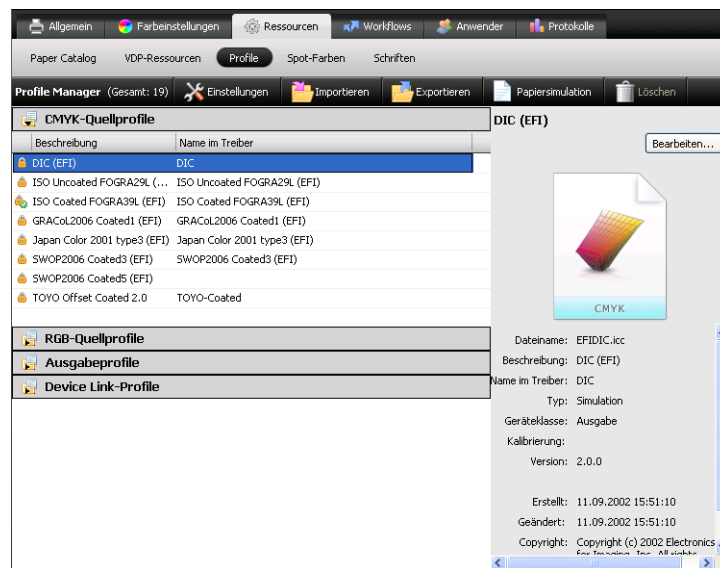 Allgemein Farbeinstellungen Ressourcen Workflows Anwender Protokolle
Paper Catalog VDP-Ressourcen Profile Spot-Farben Schriften
Profile Manager (Gesamt: 19) Einstellungen Importieren Exportieren Papiersimulation Löschen
CMYK-Quellprofile
Beschreibung Name im Treiber
DIC (EFI) DIC
ISO Uncoated FOGRA29L (... ISO Uncoated FOGRA29L (EFI)
ISO Coated FOGRA39L (EFI) ISO Coated FOGRA39L (EFI)
GRACoL2006 Coated1 (EFI) GRACoL2006 Coated1 (EFI)
Japan Color 2001 type3 (EFI) Japan Color 2001 type3 (EFI)
SWOP2006 Coated3 (EFI) SWOP2006 Coated3 (EFI)
SWOP2006 Coated5 (EFI)
TOYO Offset Coated 2.0 TOYO-Coated
RGB-Quellprofile
Ausgabeprofile
Device Link-Profile
DIC (EFI)
Bearbeiten...
CMYK
Dateiname: EFIDIC.icc
Beschreibung: DIC (EFI)
Name im Treiber: DIC
Typ: Simulation
Geräteklasse: Ausgabe
Kalibrierung:
Version: 2.0.0
Erstellt: 11.09.2002 15:51:10
Geändert: 11.09.2002 15:51:10
Copyright: Copyright (c) 2002 Electronics
for Imaging, Inc. All rights